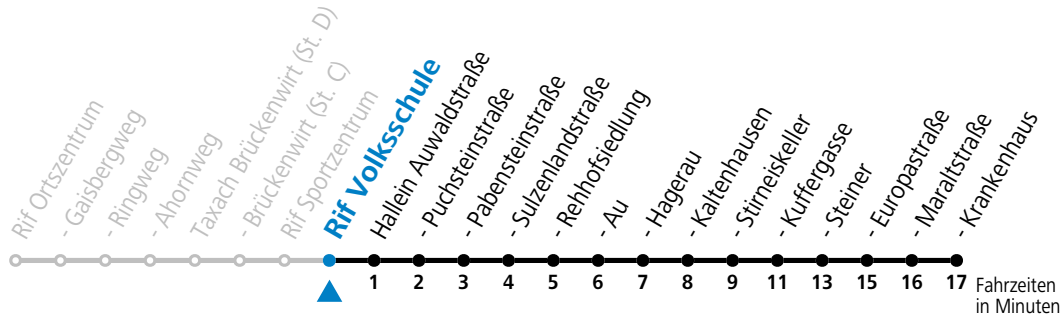 Rif Ortszentrum
- Gaisbergweg
- Ringweg
- Ahornweg
Taxach Brückenwirt (St. D)
- Brückenwirt (St. C)
Rif Sportzentrum
Rif Volksschule
Hallein Auwaldstraße
- Puchsteinstraße
- Pabensteinstraße
- Sulzenlandstraße
- Rehhofsiedlung
- Au
- Hagerau
- Kaltenhausen
- Stirneiskeller
- Kuffergasse
- Steiner
- Europastraße
- Maraltstraße
- Krankenhaus
1 2 3 4 5 6 7 8 9 11 13 15 16 17 Fahrzeiten
in Minuten